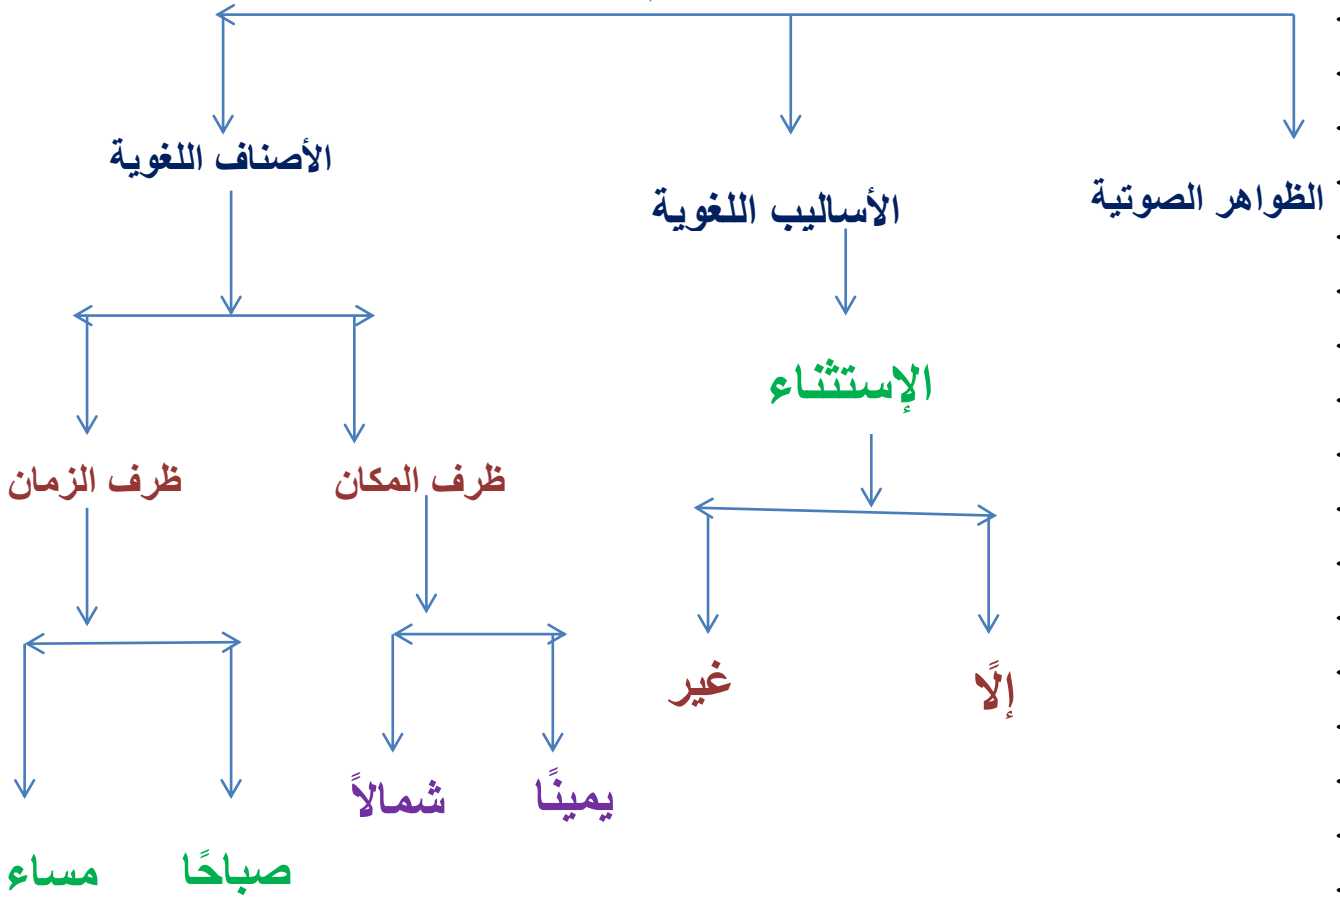 الظواهر الصوتية
الأساليب اللغوية
الأصناف اللغوية
الإستثناء
إلًا
غير
ظرف المكان
ظرف الزمان
يمينًا
شمالاً
صباحًا
مساء